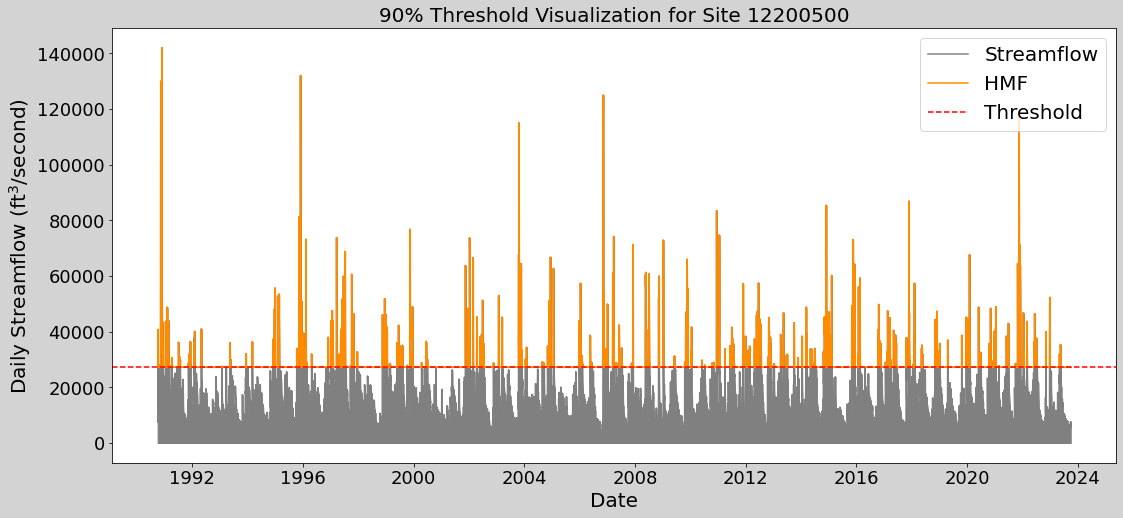 90% Threshold Visualization for Site 12200500
Daily Streamflow (ft³/second)
140000
120000
100000
80000
60000
40000
20000
0
Streamflow
HMF
Threshold
1992 1996 2000 2004 2008 2012 2016 2020 2024
Date